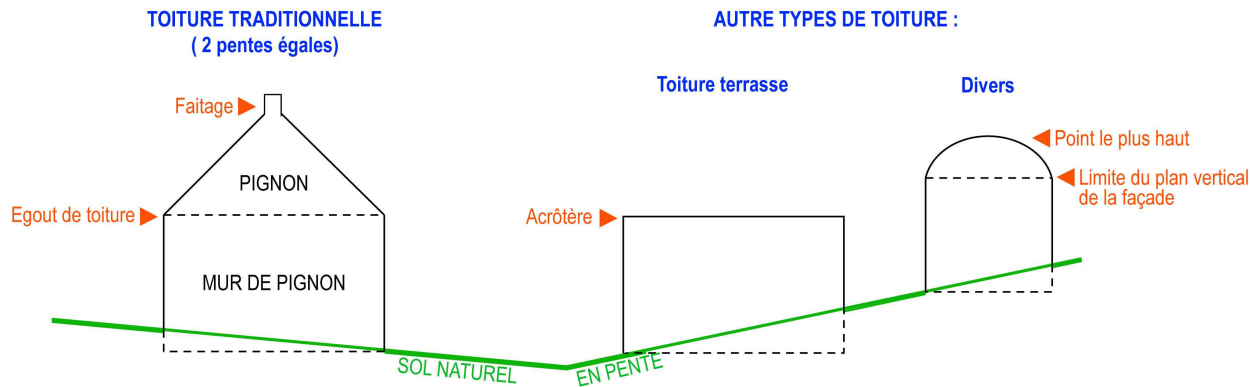 TOITURE TRADITIONNELLE
( 2 pentes égales)
AUTRE TYPES DE TOITURE :
Toiture terrasse
Divers
Faitage
PIGNON
Egout de toiture
MUR DE PIGNON
Acrôtère
Point le plus haut
Limite du plan vertical
de la façade
SOL NATUREL
EN PENTE